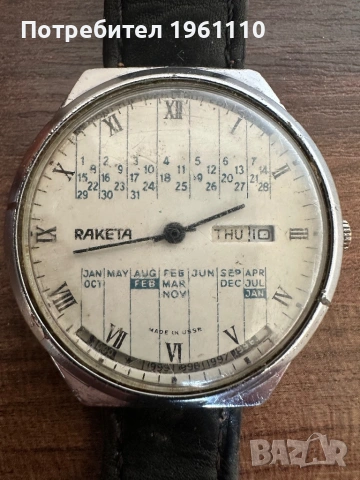 Потребител 1961110
XII
I
II
III
IIII
V
VI
VII
VIII
IX
X
XI
1 2 3 4 5 6 7
15 8 16 9 17 10 18 11 19 12 20 13 21 14
29 22 30 23 31 24 25 26 27 28
RAKETA
THU 10
JAN MAY AUG FEB JUN SEP APR
OCT FEB MAR DEC JUL
NOV JAN
MADE IN USSR
BAZAR